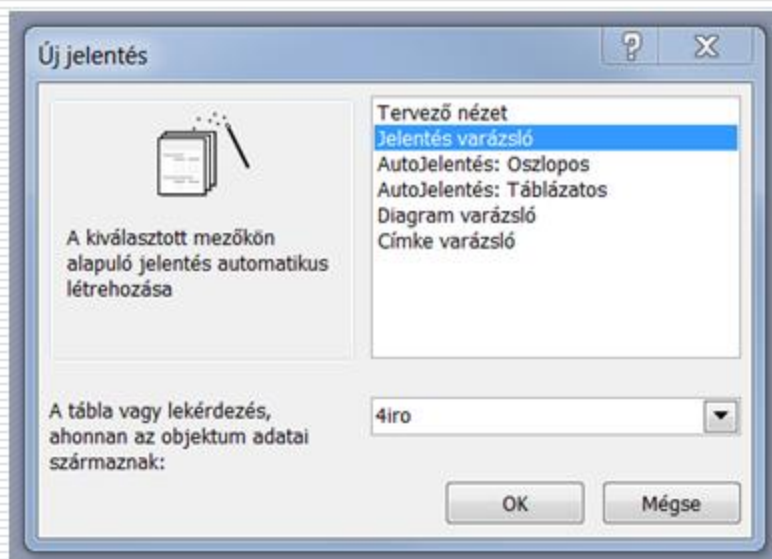 Új jelentés
A kiválasztott mezőkön
alapuló jelentés automatikus
létrehozása
Tervező nézet
Jelentés varázsló
AutoJelentés: Oszlopos
AutoJelentés: Táblázatos
Diagram varázsló
Címke varázsló
A tábla vagy lekérdezés,
ahonnan az objektum adatai
származnak:
4iro
OK
Mégse